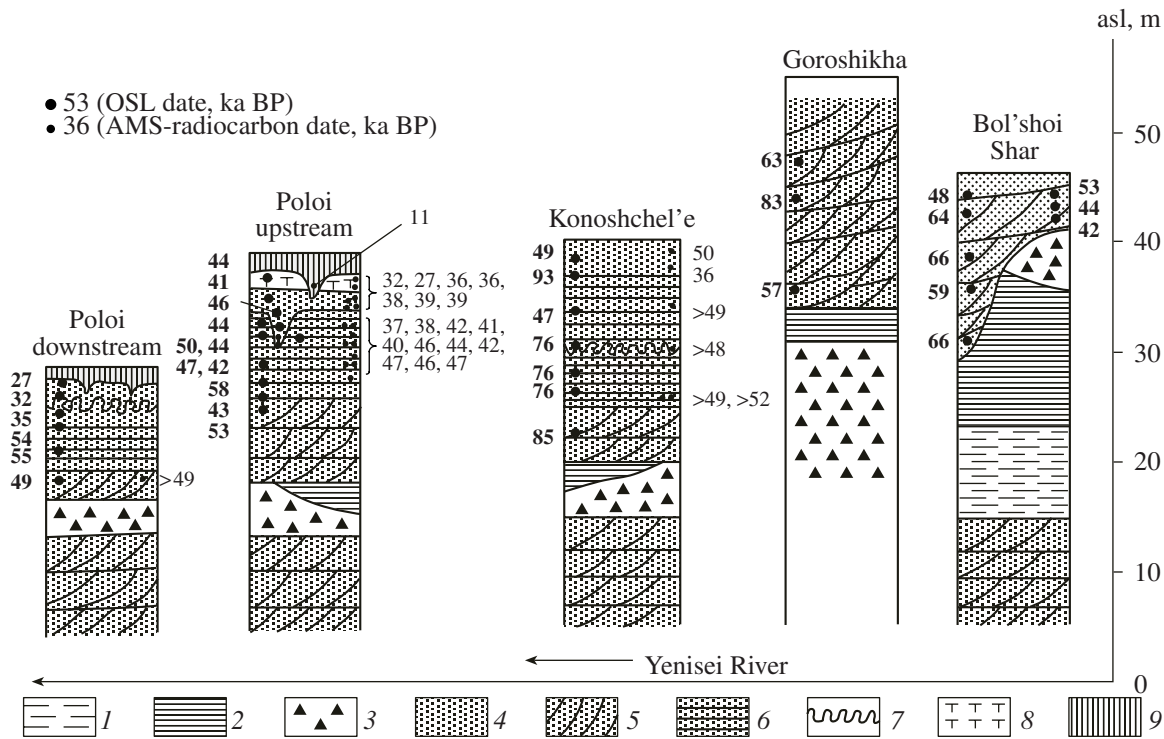 asl, m
Goroshikha
53 (OSL date, ka BP)
36 (AMS-radiocarbon date, ka BP)
50
40
30
20
10
0
Bol'shoi
Shar
48
64
66
59
66
53
44
42
63
83
57
Konoshchel'e
49
93
47
76
76
76
85
50
36
>49
>48
>49, >52
Poloi
upstream
11
44
41
46
44
50, 44
47, 42
58
43
53
32, 27, 36, 36,
38, 39, 39
37, 38, 42, 41,
40, 46, 44, 42,
47, 46, 47
Poloi
downstream
27
32
35
54
55
49
>49
Yenisei River
1 2 3 4 5 6 7 8 9